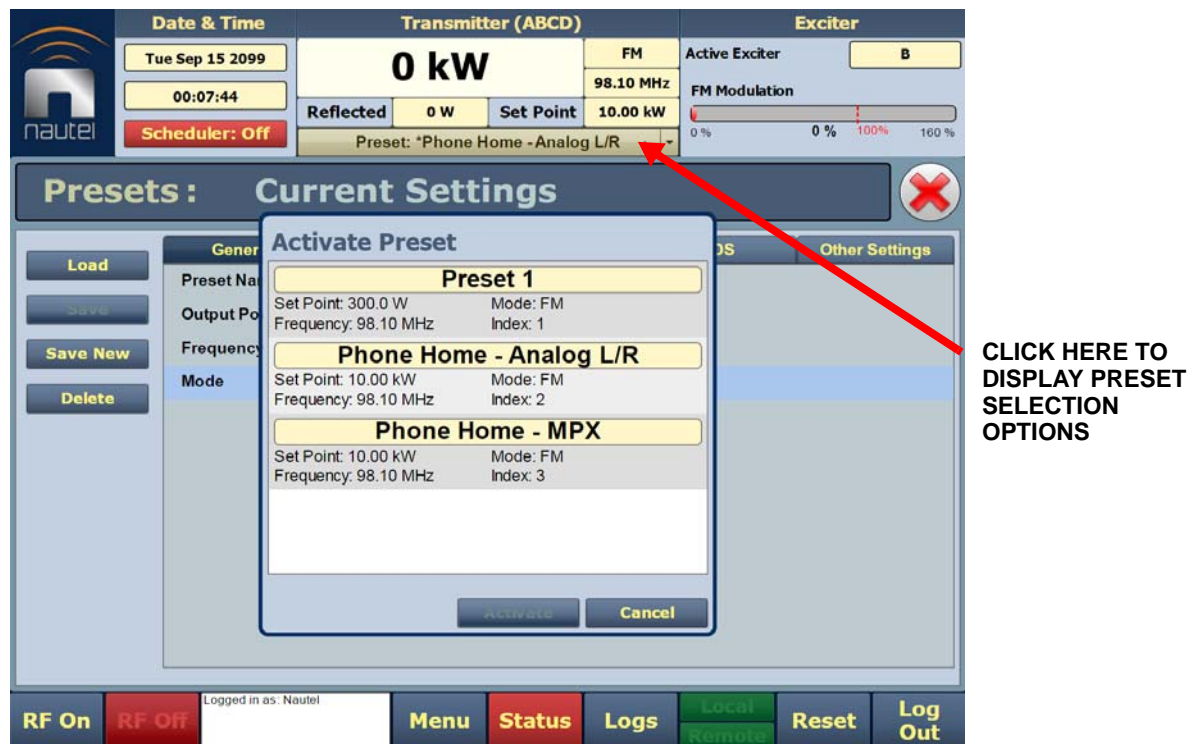 Date & Time
Transmitter (ABCD)
Exciter
Tue Sep 15 2099
00:07:44
Scheduler: Off
nautel
0 kW
FM
98.10 MHz
Reflected 0 W Set Point 10.00 kW
Preset: *Phone Home - Analog L/R
Active Exciter B
FM Modulation
0 % 0 % 100% 160 %
Presets : Current Settings
Load
Save
Save New
Delete
Gener
DS
Other Settings
Preset Na
Output Po
Frequency
Mode
Activate Preset
Preset 1
Set Point: 300.0 W Mode: FM
Frequency: 98.10 MHz Index: 1
Phone Home - Analog L/R
Set Point: 10.00 kW Mode: FM
Frequency: 98.10 MHz Index: 2
Phone Home - MPX
Set Point: 10.00 kW Mode: FM
Frequency: 98.10 MHz Index: 3
Activate Cancel
CLICK HERE TO
DISPLAY PRESET
SELECTION
OPTIONS
RF On
RF Off
Logged in as: Nautel
Menu
Status
Logs
Local
Remote
Reset
Log
Out